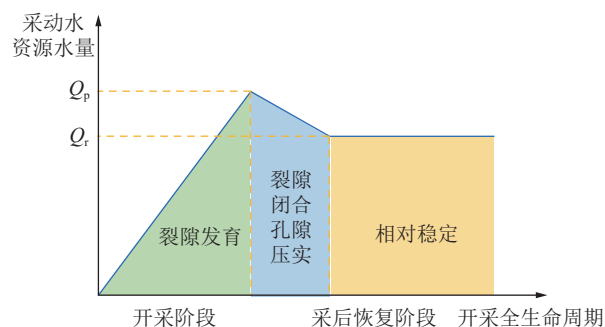 采动水
资源水量
Qp
Qr
裂隙
闭合
孔隙
压实
裂隙发育
相对稳定
开采阶段
采后恢复阶段
开采全生命周期